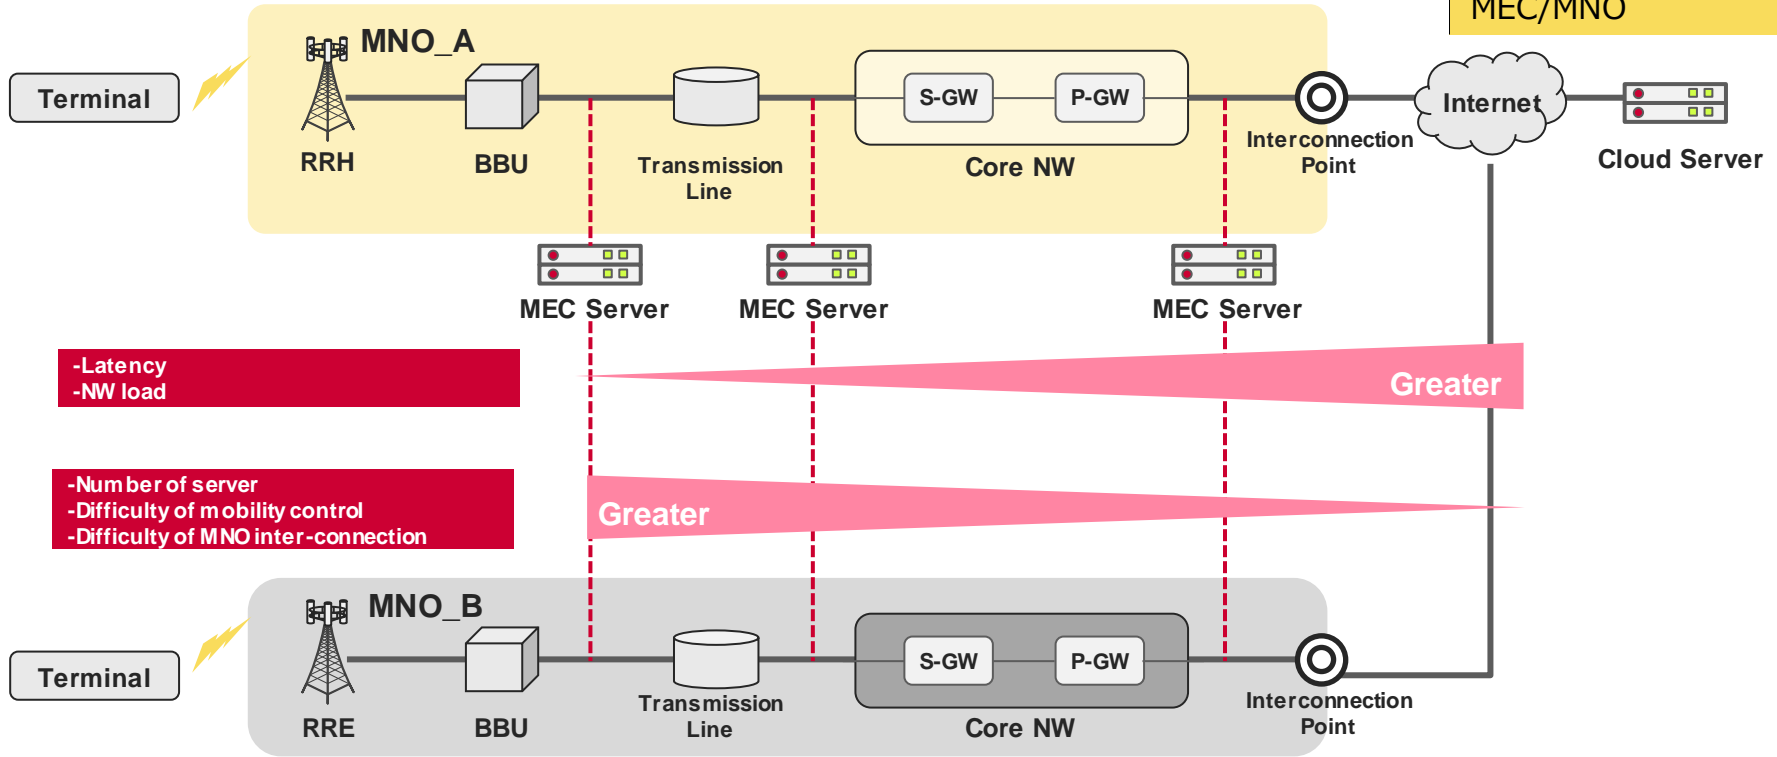 MEC/MNO
MNO_A
Terminal
S-GW
P-GW
Internet
RRH
BBU
Transmission
Line
Core NW
Interconnection
Point
Cloud Server
MEC Server
MEC Server
MEC Server
-Latency
-NW load
Greater
-Number of server
-Difficulty of mobility control
-Difficulty of MNO inter-connection
Greater
MNO_B
Terminal
S-GW
P-GW
RRE
BBU
Transmission
Line
Core NW
Interconnection
Point